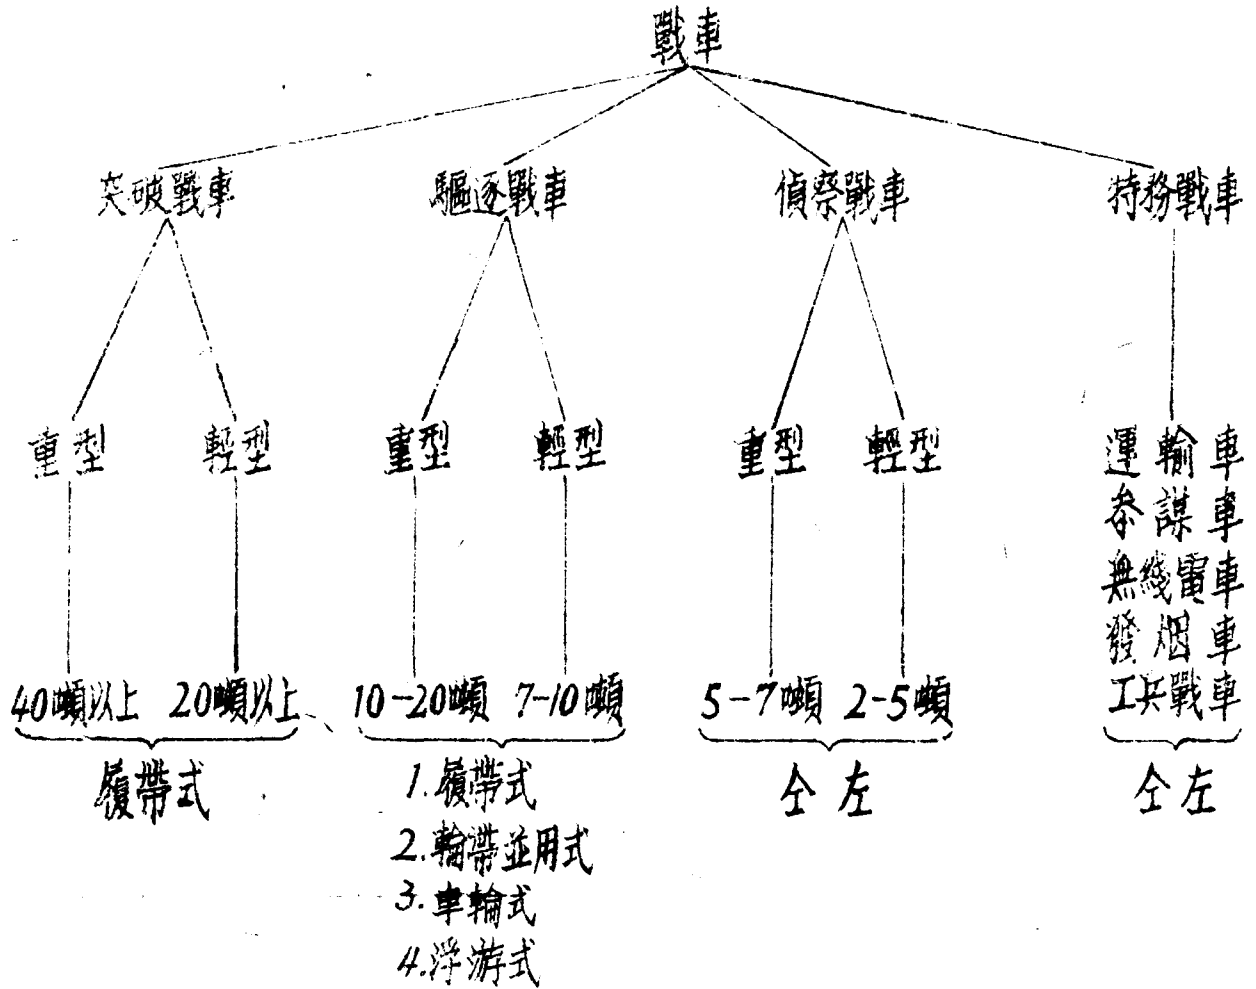 戰車
突破戰車 驅逐戰車 偵察戰車 特務戰車
重型 輕型 重型 輕型 重型 輕型
運輸車
參謀車
無綫電車
發烟車
工兵戰車
40噸以上 20噸以上 10-20噸 7-10噸 5-7噸 2-5噸
履帶式
1.履帶式
2.輪帶並用式
3.車輪式
4.浮游式
仝左
仝左